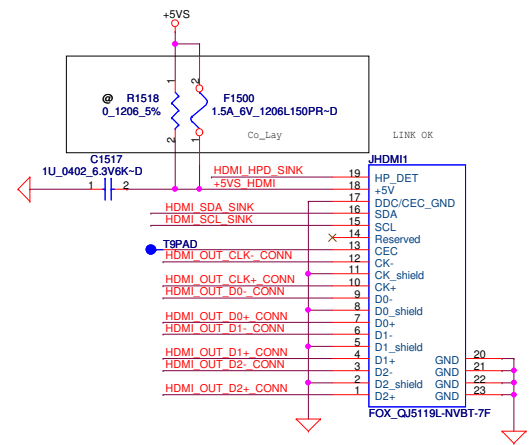 +5VS
@ R1518
0_1206_5%
1
2
2
1
F1500
1.5A_6V_1206L150PR~D
Co_Lay
LINK OK
C1517
1U_0402_6.3V6K~D
1 2
JHDMI1
HDMI_HPD_SINK 19 HP_DET
+5VS_HDMI 18 +5V
17 DDC/CEC_GND
HDMI_SDA_SINK 16 SDA
HDMI_SCL_SINK 15 SCL
14 Reserved
T9PAD 13 CEC
HDMI_OUT_CLK-_CONN 12 CK-
11 CK_shield
HDMI_OUT_CLK+_CONN 10 CK+
HDMI_OUT_D0-_CONN 9 D0-
8 D0_shield
HDMI_OUT_D0+_CONN 7 D0+
HDMI_OUT_D1-_CONN 6 D1-
5 D1_shield
HDMI_OUT_D1+_CONN 4 D1+ GND 20
HDMI_OUT_D2-_CONN 3 D2- GND 21
2 D2_shield GND 22
HDMI_OUT_D2+_CONN 1 D2+ GND 23
FOX_QJ5119L-NVBT-7F